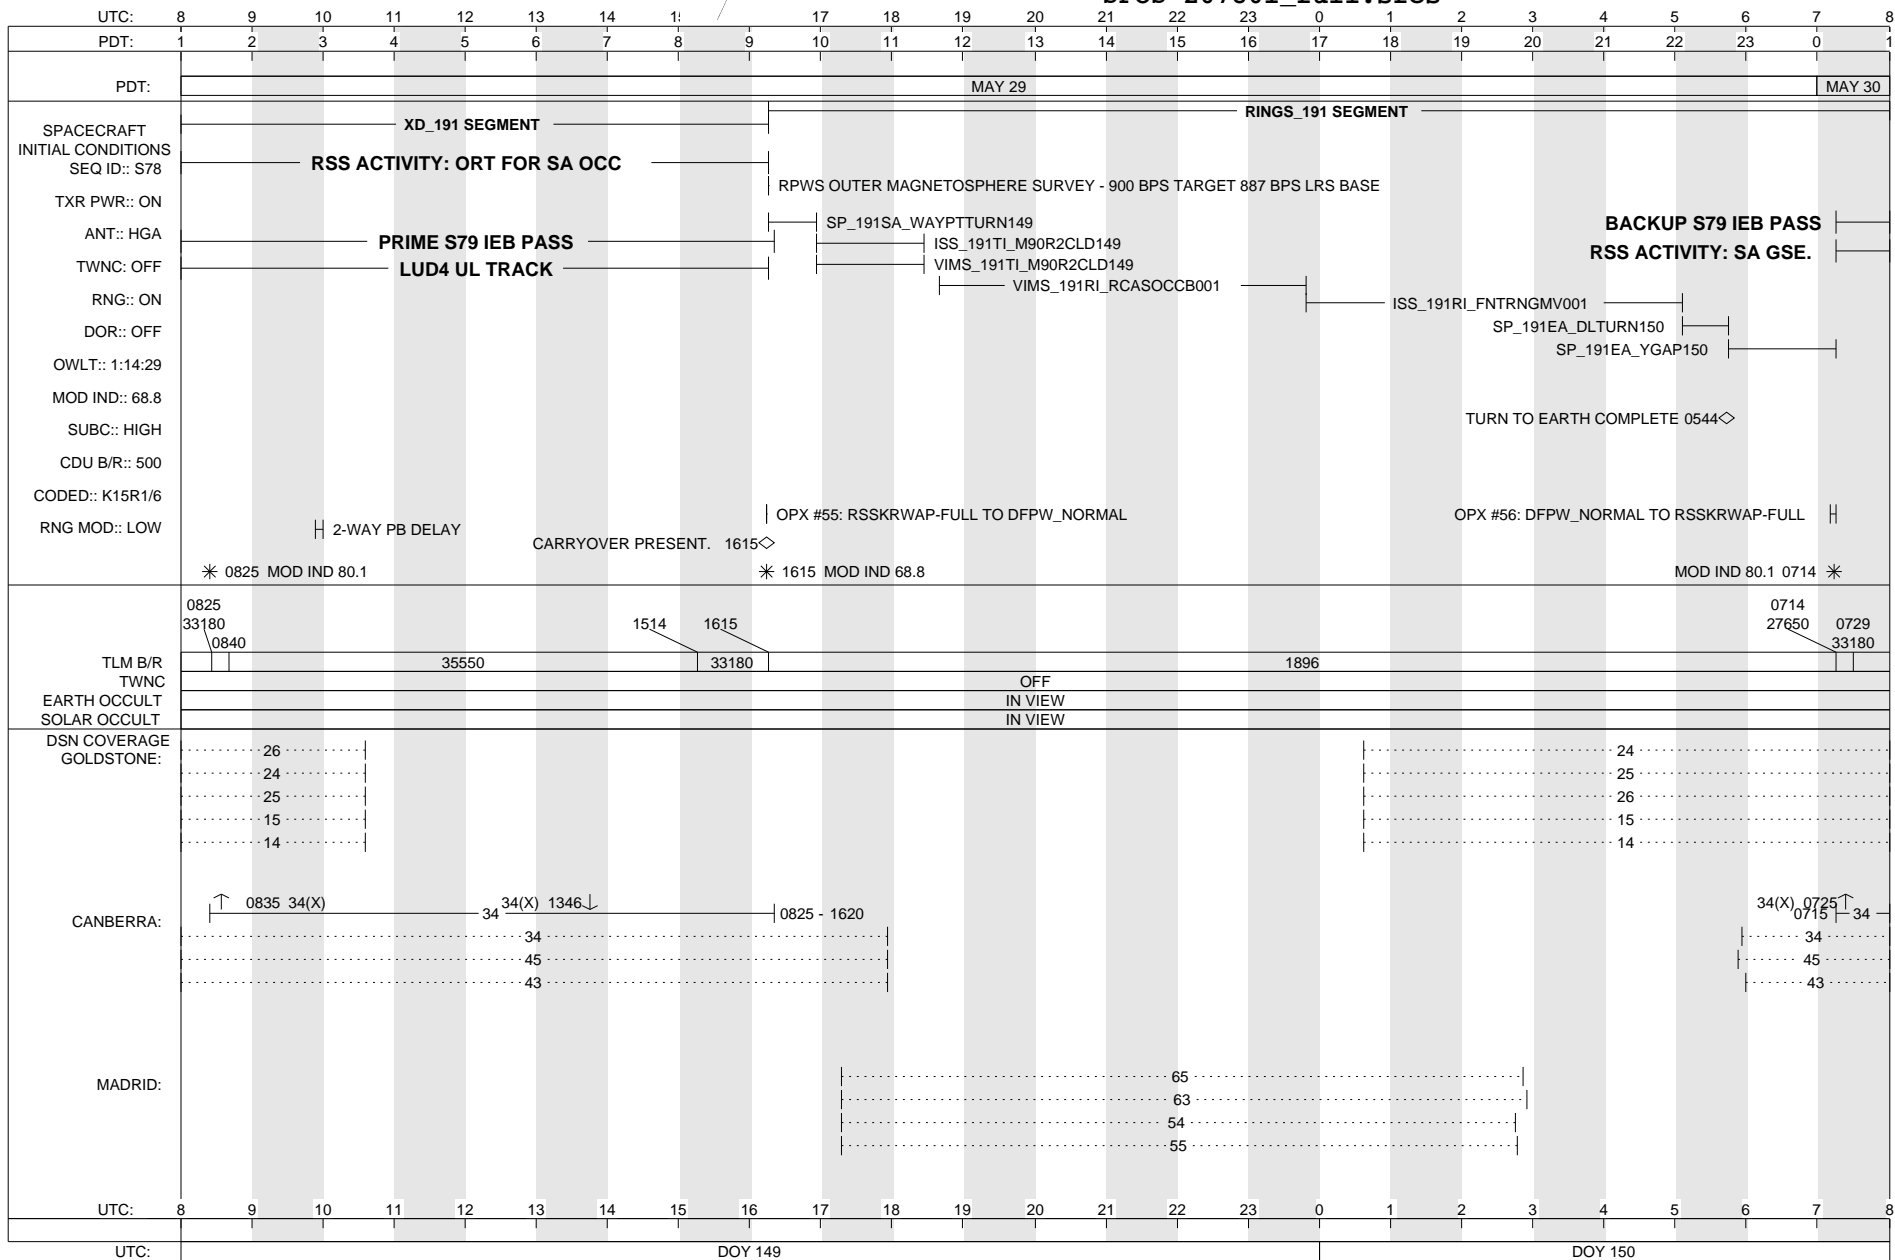 UTC: 8 9 10 11 12 13 14 17 18 19 20 21 22 23 0 1 2 3 4 5 6 7 8
PDT: 1 2 3 4 5 6 7 8 9 10 11 12 13 14 15 16 17 18 19 20 21 22 23 0 1
PDT: MAY 29 MAY 30
SPACECRAFT
INITIAL CONDITIONS
SEQ ID:: S78
TXR PWR:: ON
ANT:: HGA
TWNC: OFF
RNG:: ON
DOR:: OFF
OWLT:: 1:14:29
MOD IND:: 68.8
SUBC:: HIGH
CDU B/R:: 500
CODED:: K15R1/6
RNG MOD:: LOW
RINGS_191 SEGMENT
XD_191 SEGMENT
RSS ACTIVITY: ORT FOR SA OCC
RPWS OUTER MAGNETOSPHERE SURVEY - 900 BPS TARGET 887 BPS LRS BASE
SP_191SA_WAYPTTURN149
BACKUP S79 IEB PASS
PRIME S79 IEB PASS
ISS_191TI_M90R2CLD149
RSS ACTIVITY: SA GSE.
LUD4 UL TRACK
VIMS_191TI_M90R2CLD149
VIMS_191RI_RCASOCCB001
ISS_191RI_FNTRNGMV001
SP_191EA_DLTURN150
SP_191EA_YGAP150
TURN TO EARTH COMPLETE 0544
OPX #55: RSSKRWAP-FULL TO DFPW_NORMAL
OPX #56: DFPW_NORMAL TO RSSKRWAP-FULL
2-WAY PB DELAY
CARRYOVER PRESENT. 1615
0825 MOD IND 80.1
1615 MOD IND 68.8
MOD IND 80.1 0714
0825
33180
0840
1514
1615
0714
27650
0729
33180
TLM B/R 35550 33180 1896
TWNC OFF
EARTH OCCULT IN VIEW
SOLAR OCCULT IN VIEW
DSN COVERAGE
GOLDSTONE:
26 24
24 25
25 26
15 15
14 14
CANBERRA:
0835 34(X) 34(X) 1346 34(X) 0725
34 0825 - 1620 0715 34
34 34
45 45
43 43
MADRID:
65
63
54
55
UTC: 8 9 10 11 12 13 14 15 16 17 18 19 20 21 22 23 0 1 2 3 4 5 6 7 8
UTC: DOY 149 DOY 150